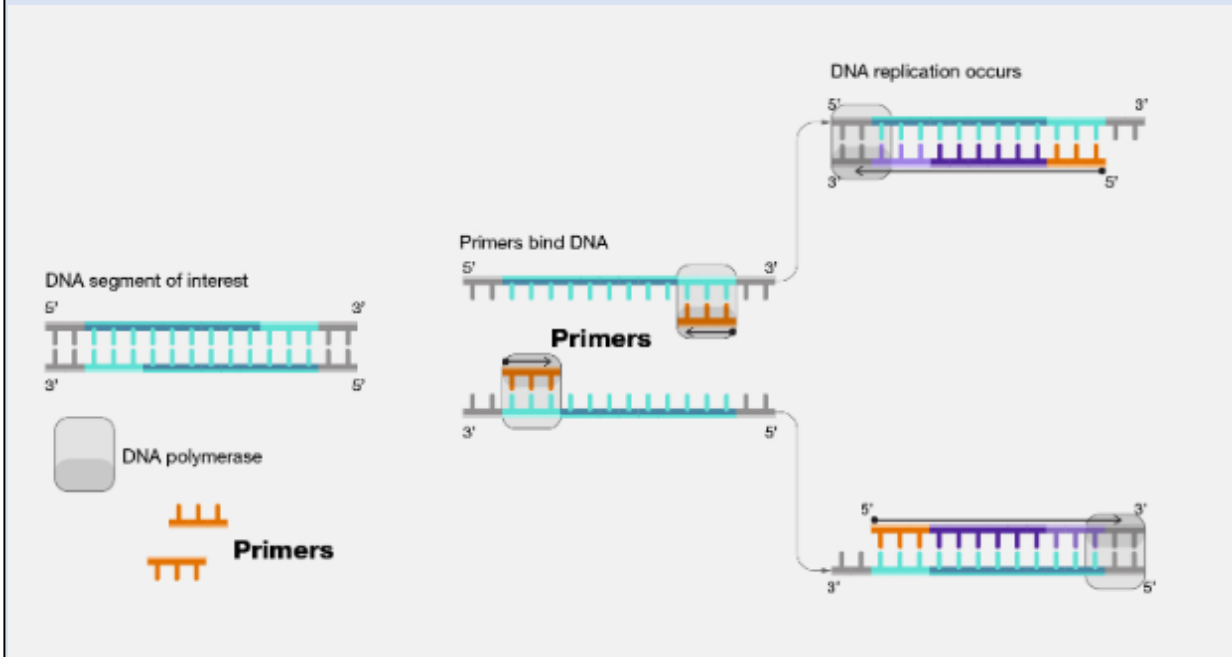 DNA replication occurs
5' 3'
3' 5'
Primers bind DNA
5' 3'
Primers
3' 5'
DNA segment of interest
5' 3'
3' 5'
DNA polymerase
Primers
5' 3'
3' 5'